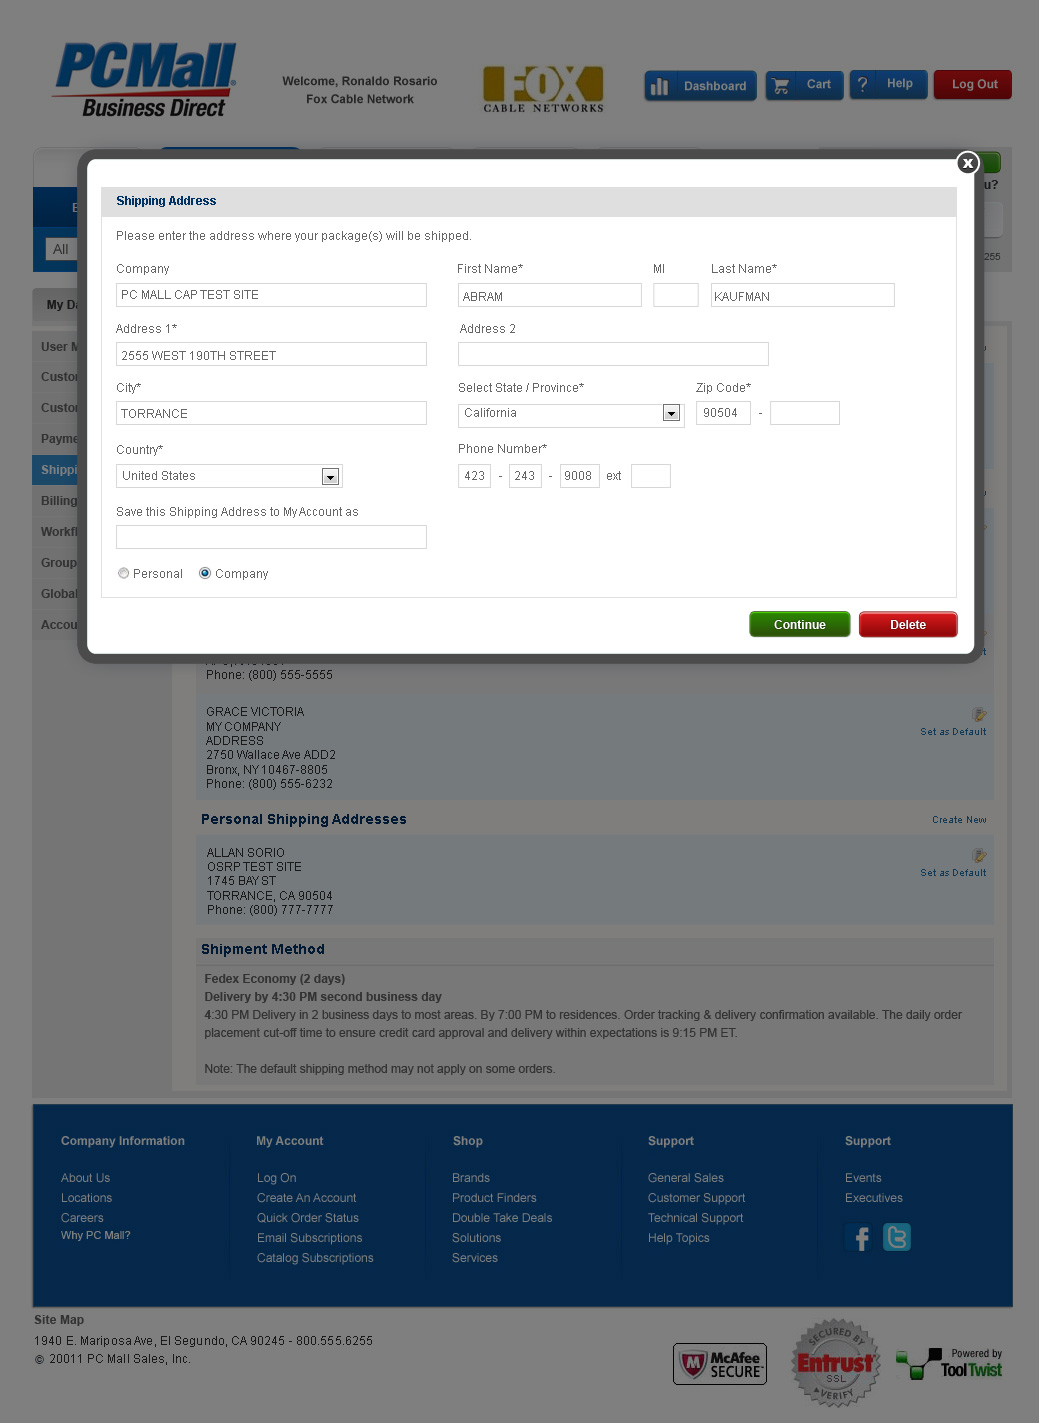 PCMall
Business Direct
Welcome, Ronaldo Rosario
Fox Cable Network
FOX
CABLE NETWORKS
Dashboard
Cart
? Help
Log Out
u?
All
255
x
Shipping Address
Please enter the address where your package(s) will be shipped.
Company
First Name*
MI
Last Name*
PC MALL CAP TEST SITE
ABRAM
KAUFMAN
Address 1*
Address 2
2555 WEST 190TH STREET
City*
Select State / Province*
Zip Code*
TORRANCE
California
90504 -
Country*
Phone Number*
United States
423 - 243 - 9008 ext
Save this Shipping Address to My Account as
Personal
Company
Continue
Delete
My Da
User M
Custo
Custo
Payme
Shippi
Billing
Workfl
Group
Global
Accou
Phone: (800) 555-5555
GRACE VICTORIA
MY COMPANY
ADDRESS
2750 Wallace Ave ADD2
Bronx, NY 10467-8805
Phone: (800) 555-6232
Set as Default
Personal Shipping Addresses
Create New
ALLAN SORIO
OSRP TEST SITE
1745 BAY ST
TORRANCE, CA 90504
Phone: (800) 777-7777
Set as Default
Shipment Method
Fedex Economy (2 days)
Delivery by 4:30 PM second business day
4:30 PM Delivery in 2 business days to most areas. By 7:00 PM to residences. Order tracking & delivery confirmation available. The daily order
placement cut-off time to ensure credit card approval and delivery within expectations is 9:15 PM ET.
Note: The default shipping method may not apply on some orders.
Company Information
About Us
Locations
Careers
Why PC Mall?
My Account
Log On
Create An Account
Quick Order Status
Email Subscriptions
Catalog Subscriptions
Shop
Brands
Product Finders
Double Take Deals
Solutions
Services
Support
General Sales
Customer Support
Technical Support
Help Topics
Support
Events
Executives
Site Map
1940 E. Mariposa Ave, El Segundo, CA 90245 - 800.555.6255
© 20011 PC Mall Sales, Inc.
McAfee
SECURE
SECURED BY
Entrust
SSL
VERIFY
Powered by
ToolTwist